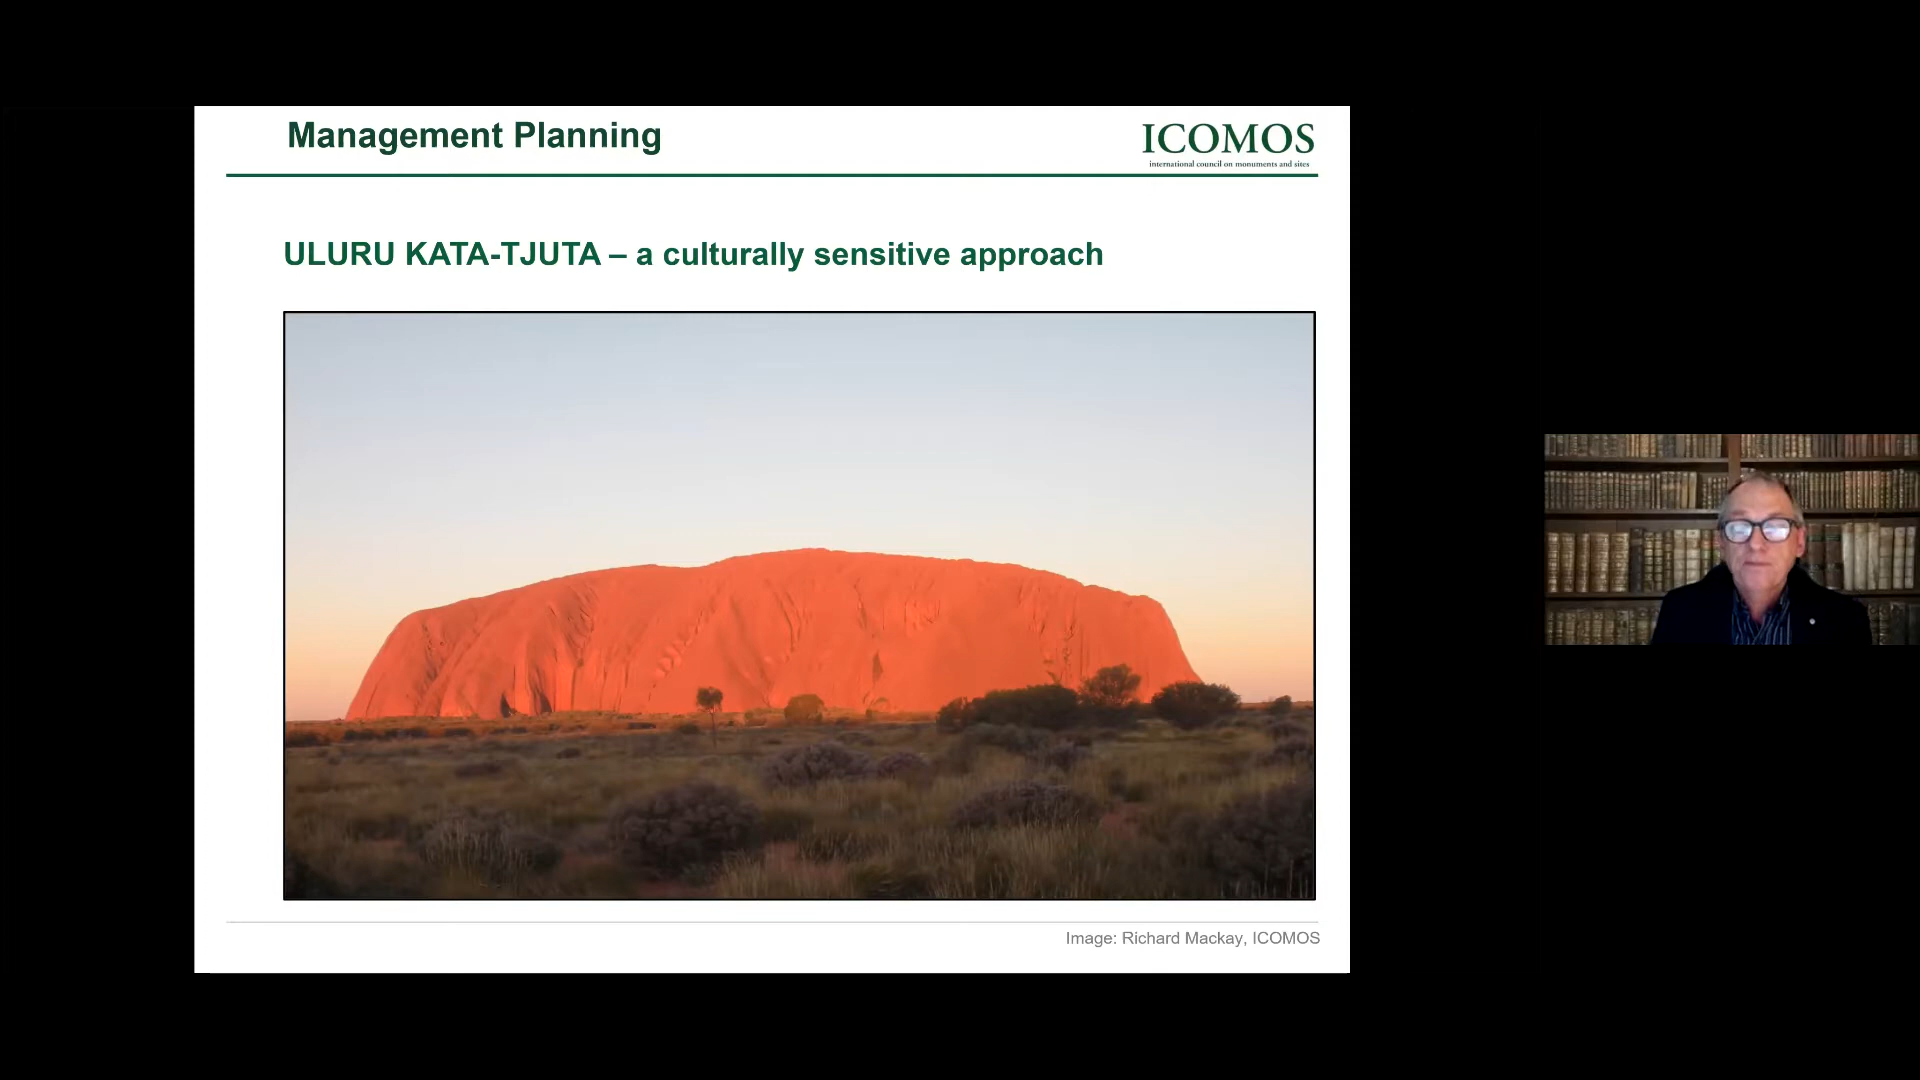 Management Planning
ICOMOS
international council on monuments and sites
ULURU KATA-TJUTA – a culturally sensitive approach
Image: Richard Mackay, ICOMOS